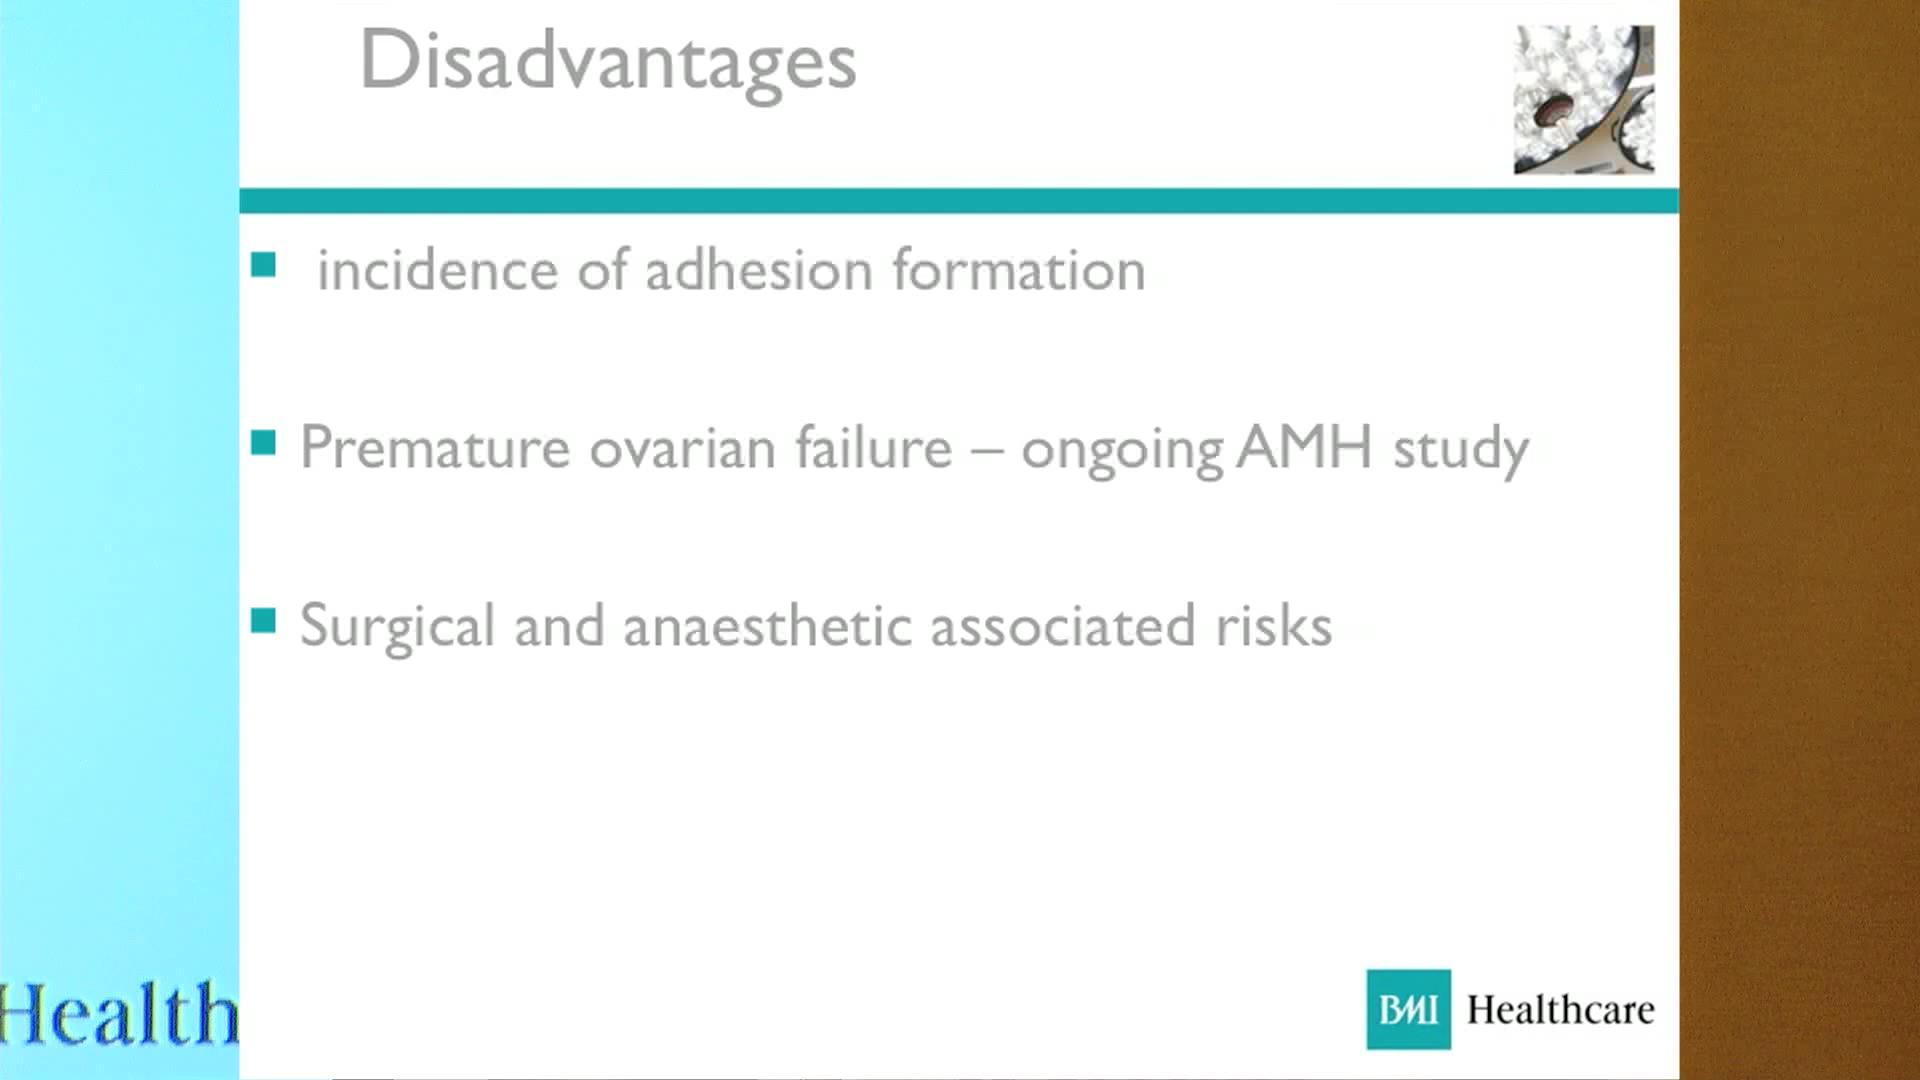 Disadvantages
incidence of adhesion formation
Premature ovarian failure – ongoing AMH study
Surgical and anaesthetic associated risks
Health
BMI Healthcare